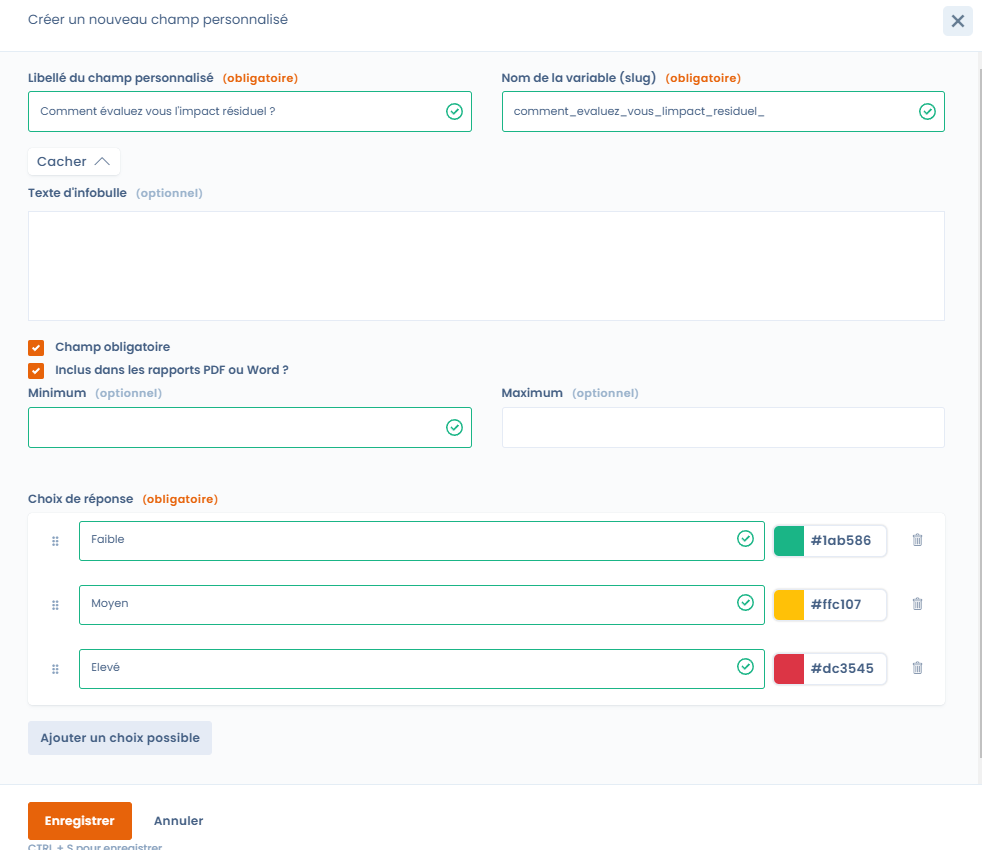 Créer un nouveau champ personnalisé
Libellé du champ personnalisé (obligatoire)
Nom de la variable (slug) (obligatoire)
Comment évaluez vous l'impact résiduel ?
comment_evaluez_vous_limpact_residuel_
Cacher
Texte d'infobulle (optionnel)
Champ obligatoire
Inclus dans les rapports PDF ou Word ?
Minimum (optionnel)
Maximum (optionnel)
Choix de réponse (obligatoire)
Faible
#1ab586
Moyen
#ffc107
Elevé
#dc3545
Ajouter un choix possible
Enregistrer
Annuler
CTRL + S pour enregistrer